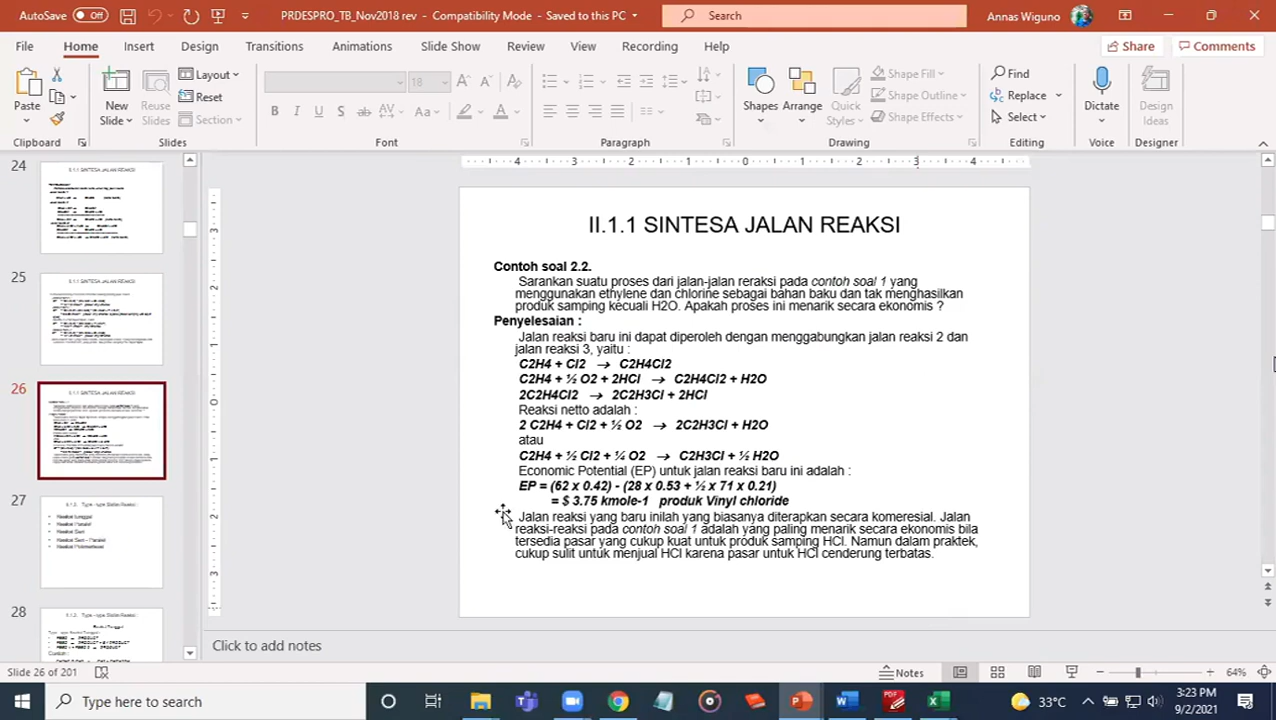 AutoSave Off PRDESPRO_TB_Nov2018 rev - Compatibility Mode - Saved to this PC Search Annas Wiguno
File Home Insert Design Transitions Animations Slide Show Review View Recording Help Share Comments
Paste New Slide Reuse Slides Layout Reset Section 18 Shapes Arrange Quick Styles Shape Fill Shape Outline Shape Effects Find Replace Select Dictate Design Ideas
Clipboard Slides Font Paragraph Drawing Editing Voice Designer
24
25
26
27
28
II.1.1 SINTESA JALAN REAKSI
Contoh soal 2.2.
Sarankan suatu proses dari jalan-jalan reraksi pada contoh soal 1 yang
menggunakan ethylene dan chlorine sebagai bahan baku dan tak menghasilkan
produk samping kecuali H2O. Apakah proses ini menarik secara ekonomis ?
Penyelesaian :
Jalan reaksi baru ini dapat diperoleh dengan menggabungkan jalan reaksi 2 dan
jalan reaksi 3, yaitu :
C2H4 + Cl2 → C2H4Cl2
C2H4 + ½ O2 + 2HCl → C2H4Cl2 + H2O
2C2H4Cl2 → 2C2H3Cl + 2HCl
Reaksi netto adalah :
2 C2H4 + Cl2 + ½ O2 → 2C2H3Cl + H2O
atau
C2H4 + ½ Cl2 + ¼ O2 → C2H3Cl + ½ H2O
Economic Potential (EP) untuk jalan reaksi baru ini adalah :
EP = (62 x 0.42) - (28 x 0.53 + ½ x 71 x 0.21)
= $ 3.75 kmole-1 produk Vinyl chloride
Jalan reaksi yang baru inilah yang biasanya diterapkan secara komeresial. Jalan
reaksi-reaksi pada contoh soal 1 adalah yang paling menarik secara ekonomis bila
tersedia pasar yang cukup kuat untuk produk samping HCl. Namun dalam praktek,
cukup sulit untuk menjual HCl karena pasar untuk HCl cenderung terbatas.
Click to add notes
Slide 26 of 201 Notes 64%
Type here to search 33°C 3:23 PM
9/2/2021